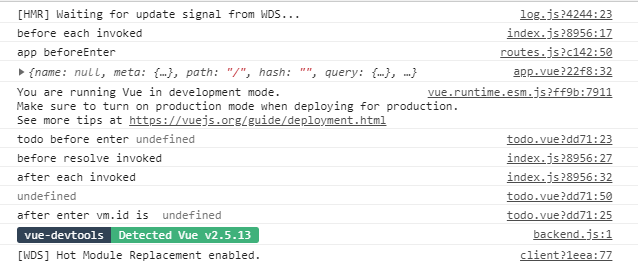 [HMR] Waiting for update signal from WDS... log.js?4244:23
before each invoked index.js?8956:17
app beforeEnter routes.js?c142:50
▶ {name: null, meta: {…}, path: "/", hash: "", query: {…}, …} app.vue?22f8:32
You are running Vue in development mode. vue.runtime.esm.js?ff9b:7911
Make sure to turn on production mode when deploying for production.
See more tips at https://vuejs.org/guide/deployment.html
todo before enter undefined todo.vue?dd71:23
before resolve invoked index.js?8956:27
after each invoked index.js?8956:32
undefined todo.vue?dd71:50
after enter vm.id is undefined todo.vue?dd71:25
vue-devtools Detected Vue v2.5.13 backend.js:1
[WDS] Hot Module Replacement enabled. client?1eea:77